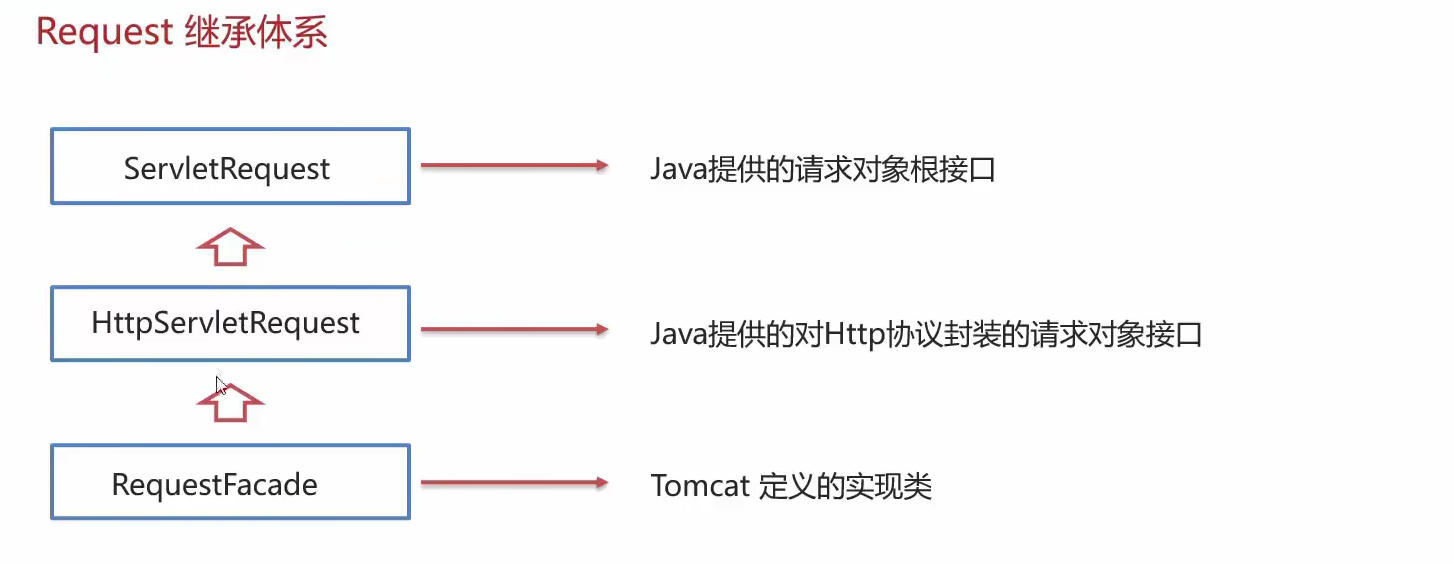 Request 继承体系
ServletRequest
Java提供的请求对象根接口
HttpServletRequest
Java提供的对Http协议封装的请求对象接口
RequestFacade
Tomcat 定义的实现类